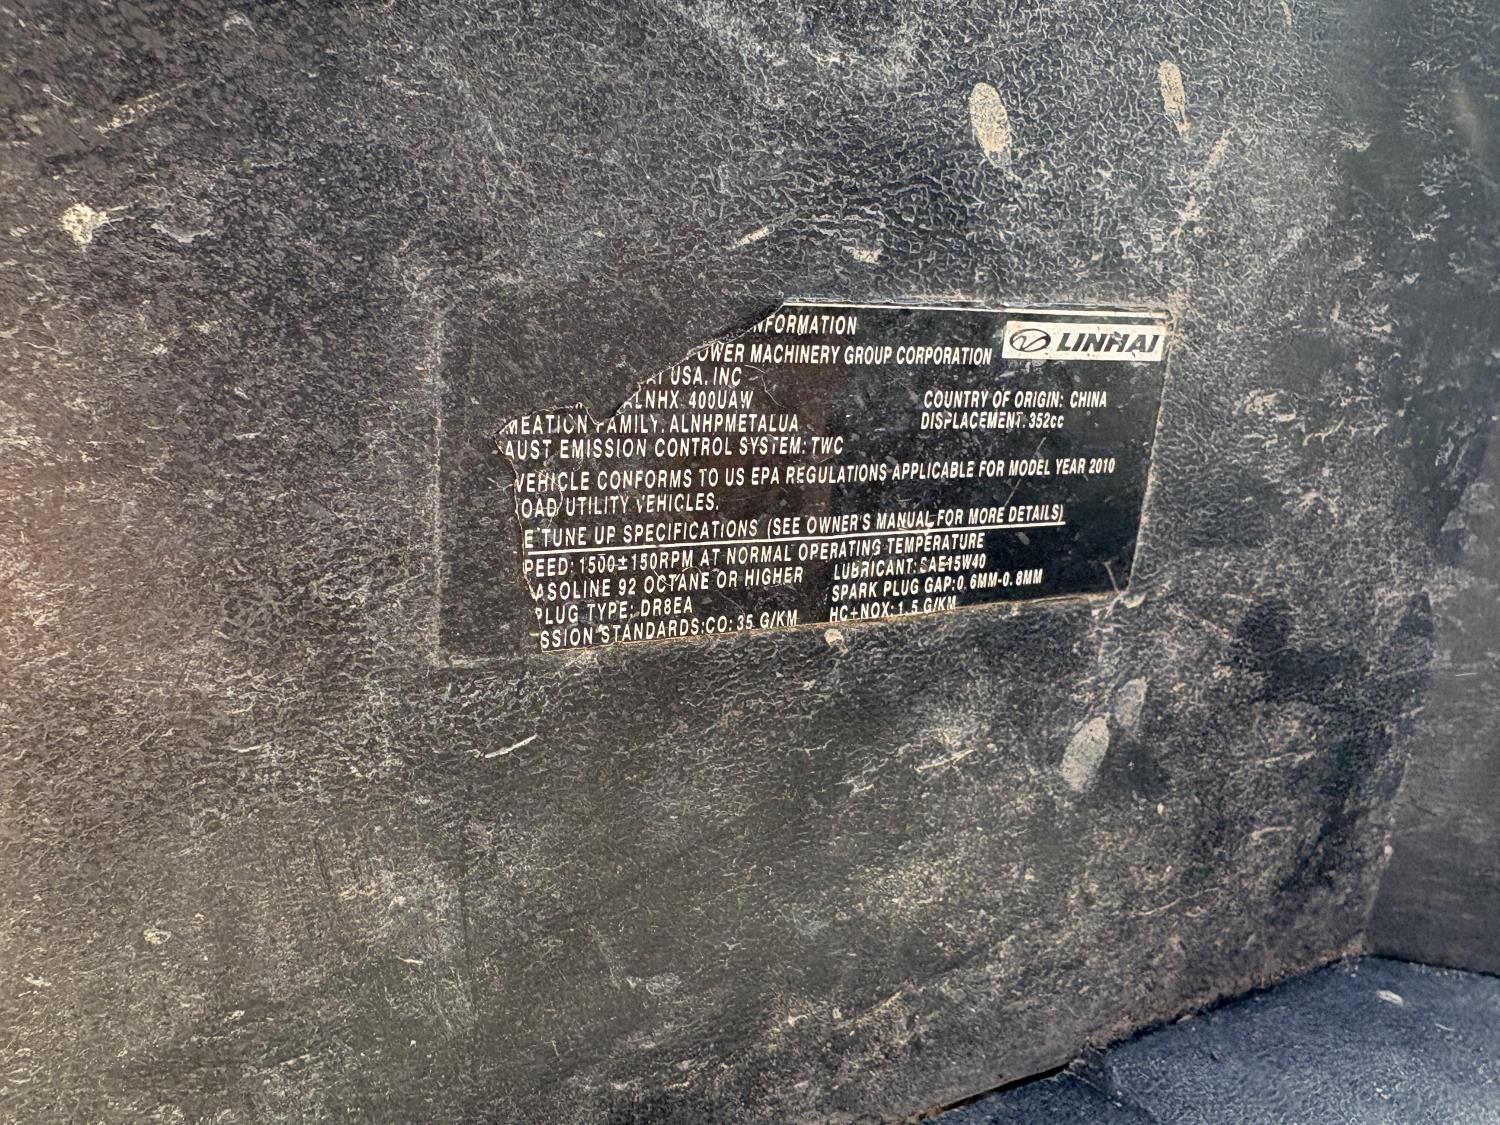 INFORMATION
LINHAI
POWER MACHINERY GROUP CORPORATION
AI USA, INC
ALNHX 400UAW
COUNTRY OF ORIGIN: CHINA
MEATION FAMILY: ALNHPMETALUA
DISPLACEMENT: 352cc
AUST EMISSION CONTROL SYSTEM: TWC
VEHICLE CONFORMS TO US EPA REGULATIONS APPLICABLE FOR MODEL YEAR 2010
OAD UTILITY VEHICLES.
E TUNE UP SPECIFICATIONS (SEE OWNER'S MANUAL FOR MORE DETAILS)
PEED: 1500±150RPM AT NORMAL OPERATING TEMPERATURE
ASOLINE 92 OCTANE OR HIGHER
LUBRICANT: SAE15W40
PLUG TYPE: DR8EA
SPARK PLUG GAP: 0.6MM-0.8MM
SSION STANDARDS:CO: 35 G/KM
HC+NOX: 1.5 G/KM